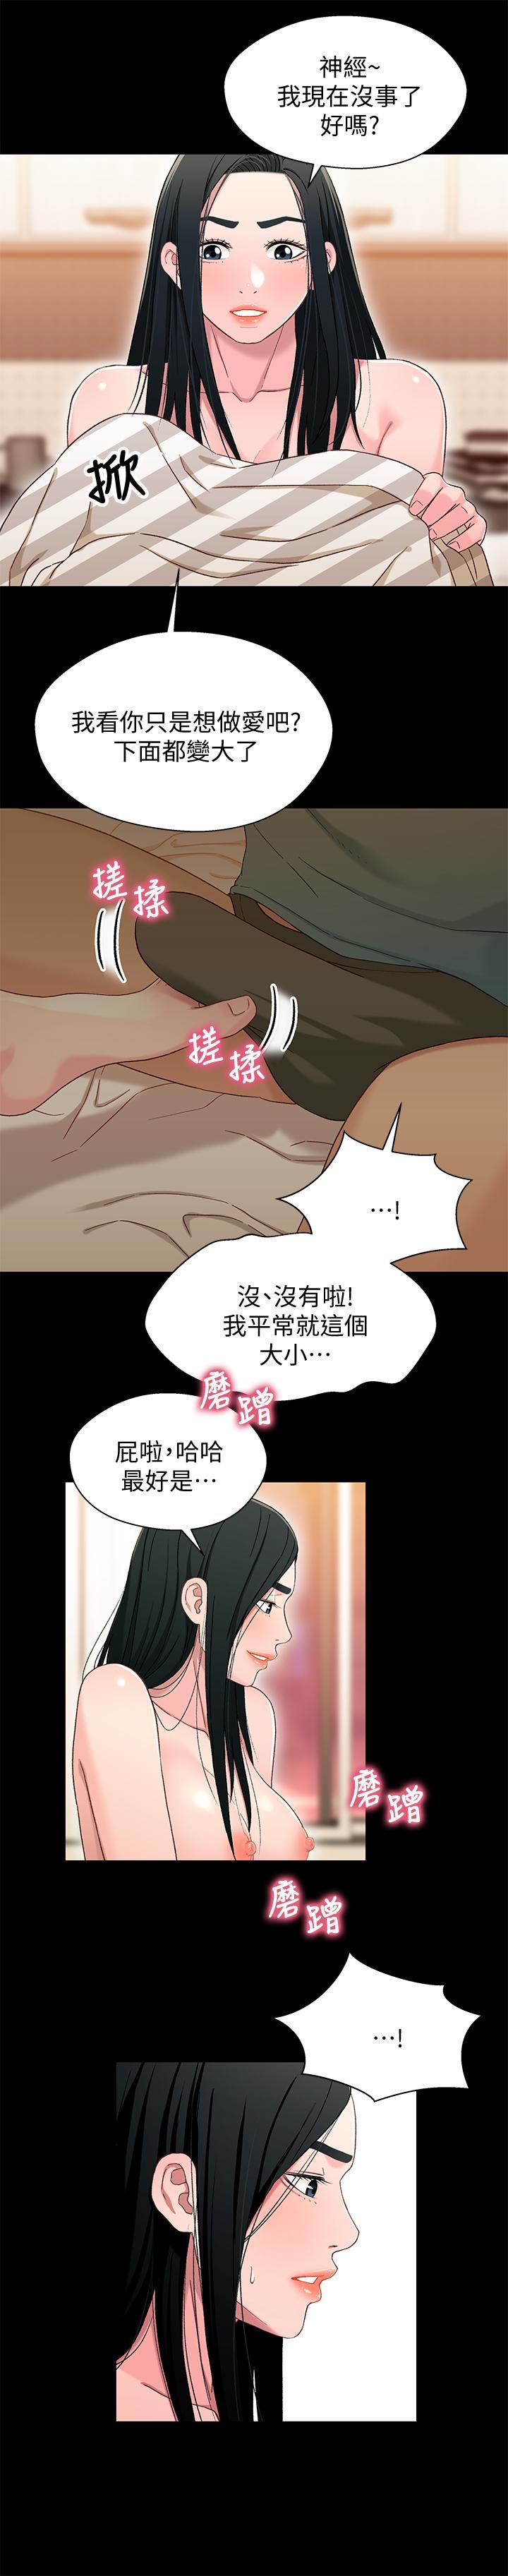 神經~
我現在沒事了
好嗎?
掀
我看你只是想做愛吧?
下面都變大了
搓揉
搓揉
…!
沒、沒有啦!
我平常就這個
大小…
磨蹭
屁啦,哈哈
最好是…
磨蹭
磨蹭
…!